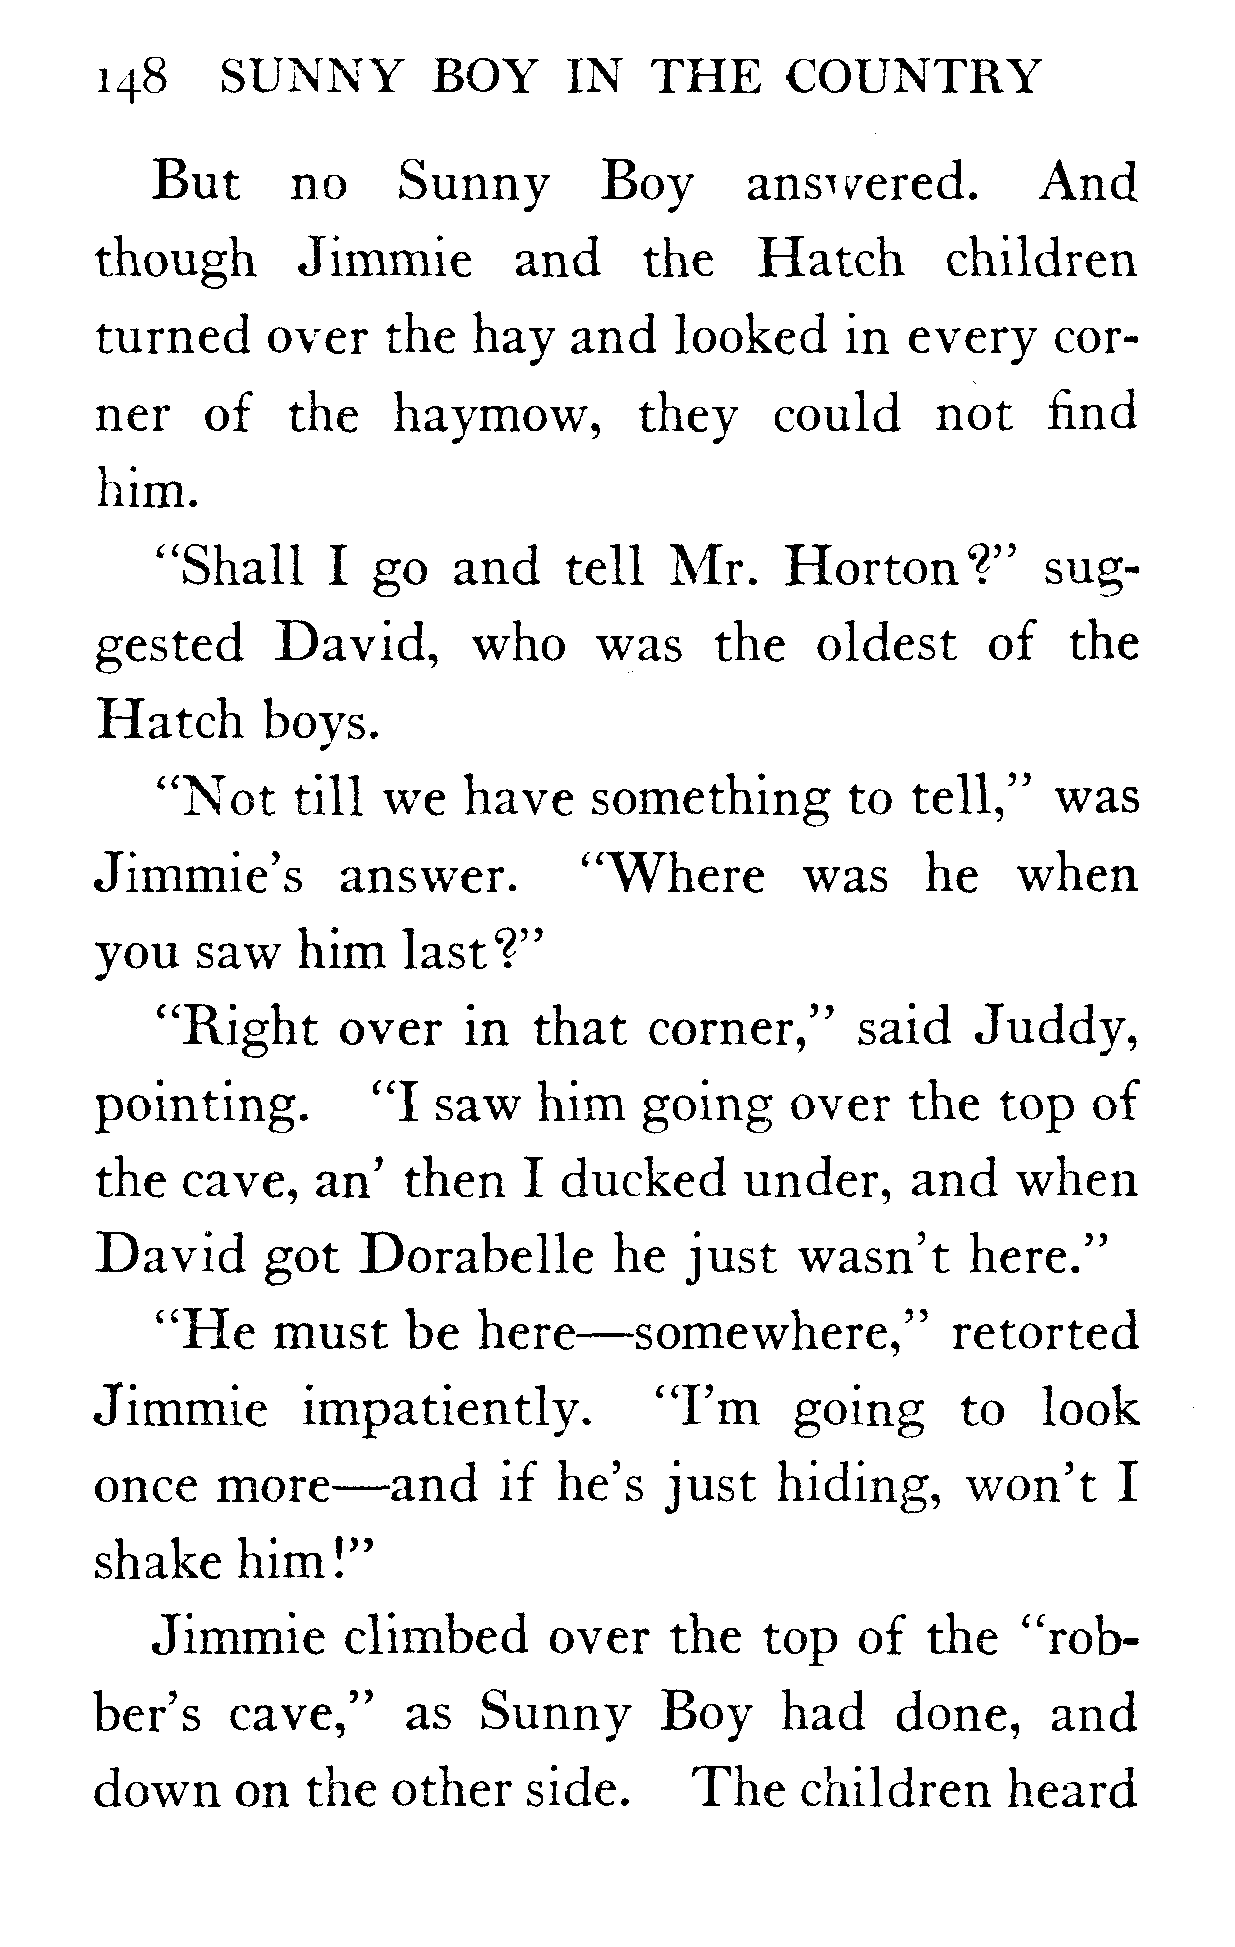 148 SUNNY BOY IN THE COUNTRY
But no Sunny Boy answered. And
though Jimmie and the Hatch children
turned over the hay and looked in every cor-
ner of the haymow, they could not find
him.
“Shall I go and tell Mr. Horton?” sug-
gested David, who was the oldest of the
Hatch boys.
“Not till we have something to tell,” was
Jimmie’s answer. “Where was he when
you saw him last?”
“Right over in that corner,” said Juddy,
pointing. “I saw him going over the top of
the cave, an’ then I ducked under, and when
David got Dorabelle he just wasn’t here.”
“He must be here—somewhere,” retorted
Jimmie impatiently. “I’m going to look
once more—and if he’s just hiding, won’t I
shake him!”
Jimmie climbed over the top of the “rob-
ber’s cave,” as Sunny Boy had done, and
down on the other side. The children heard